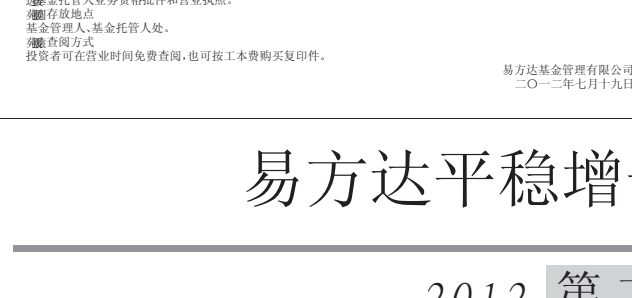 基金托管人业务资格批件和营业执照。
存放地点
基金管理人、基金托管人处。
查阅方式
投资者可在营业时间免费查阅,也可按工本费购买复印件。
易方达基金管理有限公司
二〇一二年七月十九日
易方达平稳增
2012 第